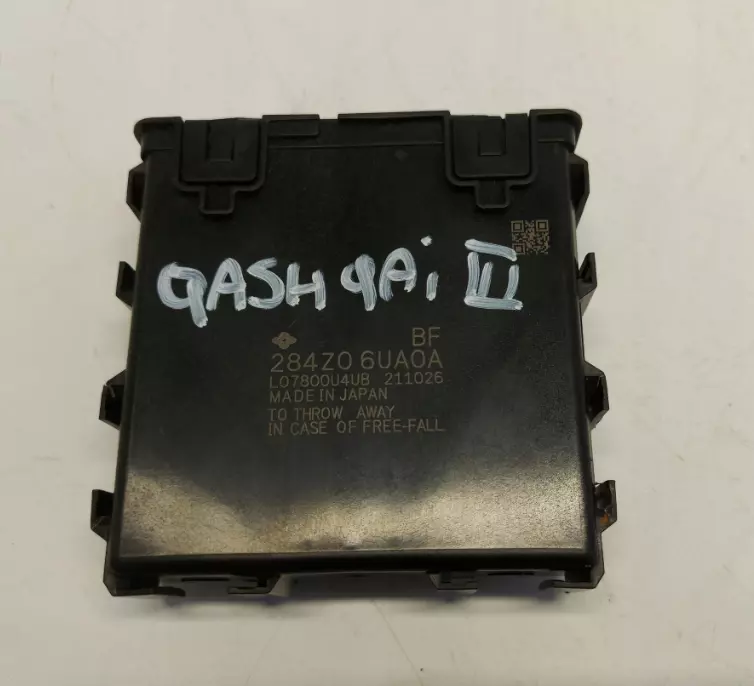 QASHQAi III
BF
284Z0 6UA0A
L07800U4UB 211026
MADE IN JAPAN
TO THROW AWAY
IN CASE OF FREE-FALL